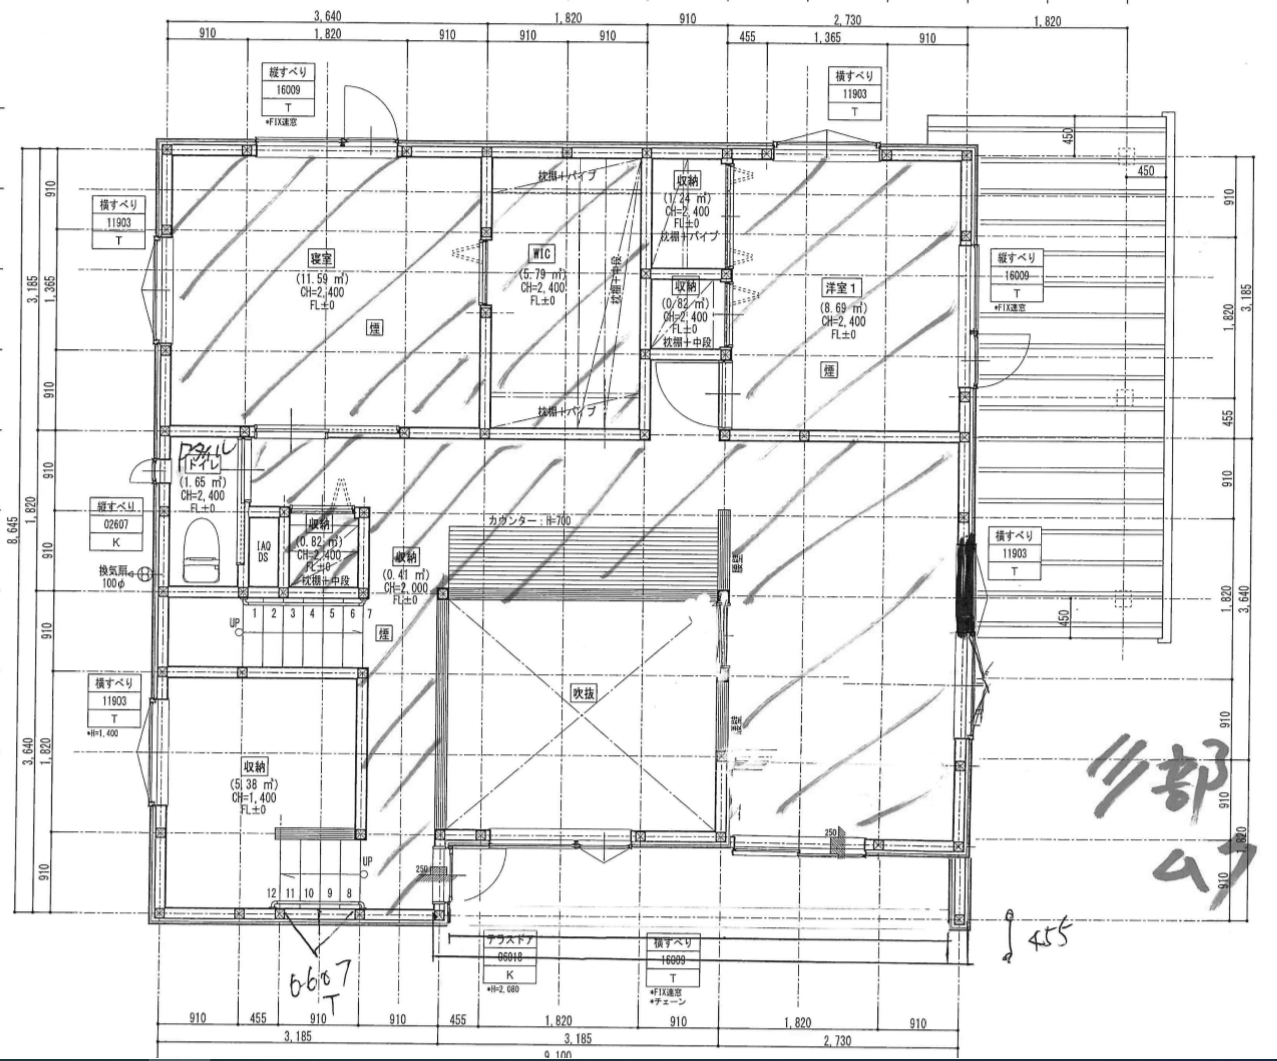 3,640
1,820
910
2,730
1,820
910
1,820
910
910
910
455
1,365
910
縦すべり
16009
T
*FIX連窓
横すべり
11903
T
450
450
横すべり
11903
T
枕棚+パイプ
収納
(1.24 ㎡)
CH=2,400
FL±0
枕棚+パイプ
寝室
(11.59 ㎡)
CH=2,400
FL±0
煙
WIC
(5.79 ㎡)
CH=2,400
FL±0
枕棚+中段
枕棚+パイプ
収納
(0.82 ㎡)
CH=2,400
FL±0
枕棚+中段
洋室1
(8.69 ㎡)
CH=2,400
FL±0
煙
縦すべり
16009
T
*FIX連窓
910
1,365
910
3,185
910
910
1,820
910
1,820
910
3,640
8,645
910
1,820
455
3,185
910
1,820
910
910
910
3,640
1,820
トイレ
(1.65 ㎡)
CH=2,400
FL±0
縦すべり
02607
K
換気扇
100φ
IAQ
DS
収納
(0.82 ㎡)
CH=2,400
FL±0
枕棚+中段
収納
(0.41 ㎡)
CH=2,000
FL±0
カウンター:H=700
腰壁
横すべり
11903
T
450
1 2 3 4 5 6 7
UP
煙
吹抜
腰壁
横すべり
11903
T
*H=1,400
収納
(5.38 ㎡)
CH=1,400
FL±0
UP
12 11 10 9 8
250
250
テラスドア
06018
K
*H=2,080
横すべり
16009
T
*FIX連窓
*チェーン
455
T
910
455
910
910
455
1,820
910
1,820
910
3,185
3,185
2,730
9,100